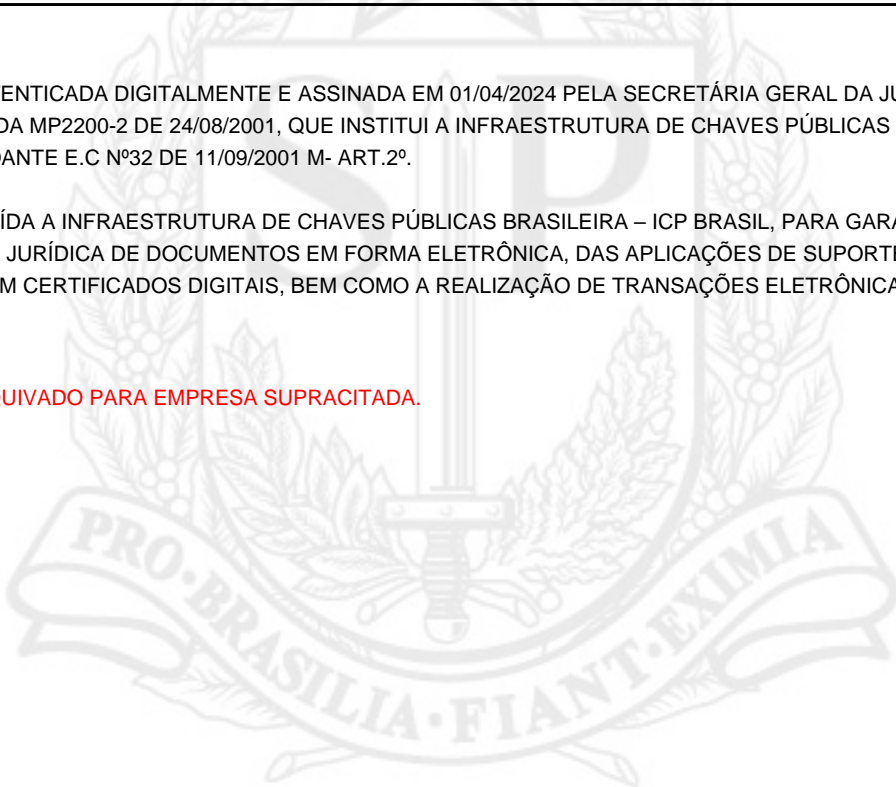 ENTICADA DIGITALMENTE E ASSINADA EM 01/04/2024 PELA SECRETÁRIA GERAL DA JU
DA MP2200-2 DE 24/08/2001, QUE INSTITUI A INFRAESTRUTURA DE CHAVES PÚBLICAS
DANTE E.C Nº32 DE 11/09/2001 M- ART.2º.
ÍDA A INFRAESTRUTURA DE CHAVES PÚBLICAS BRASILEIRA – ICP BRASIL, PARA GARA
JURÍDICA DE DOCUMENTOS EM FORMA ELETRÔNICA, DAS APLICAÇÕES DE SUPORTE
M CERTIFICADOS DIGITAIS, BEM COMO A REALIZAÇÃO DE TRANSAÇÕES ELETRÔNICA
UIVADO PARA EMPRESA SUPRACITADA.
SP
PRO·BRASILIA·FIANT·EXIMIA